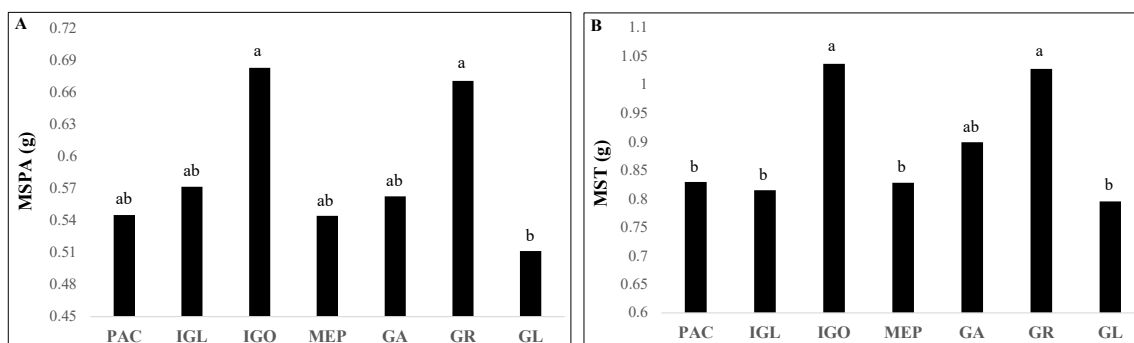 A
MSPA (g)
0.72
0.69
0.66
0.63
0.6
0.57
0.54
0.51
0.48
0.45
ab
ab
a
ab
ab
a
b
PAC IGL IGO MEP GA GR GL
B
MST (g)
1.1
1.05
1
0.95
0.9
0.85
0.8
0.75
0.7
0.65
0.6
b
b
a
b
ab
a
b
PAC IGL IGO MEP GA GR GL